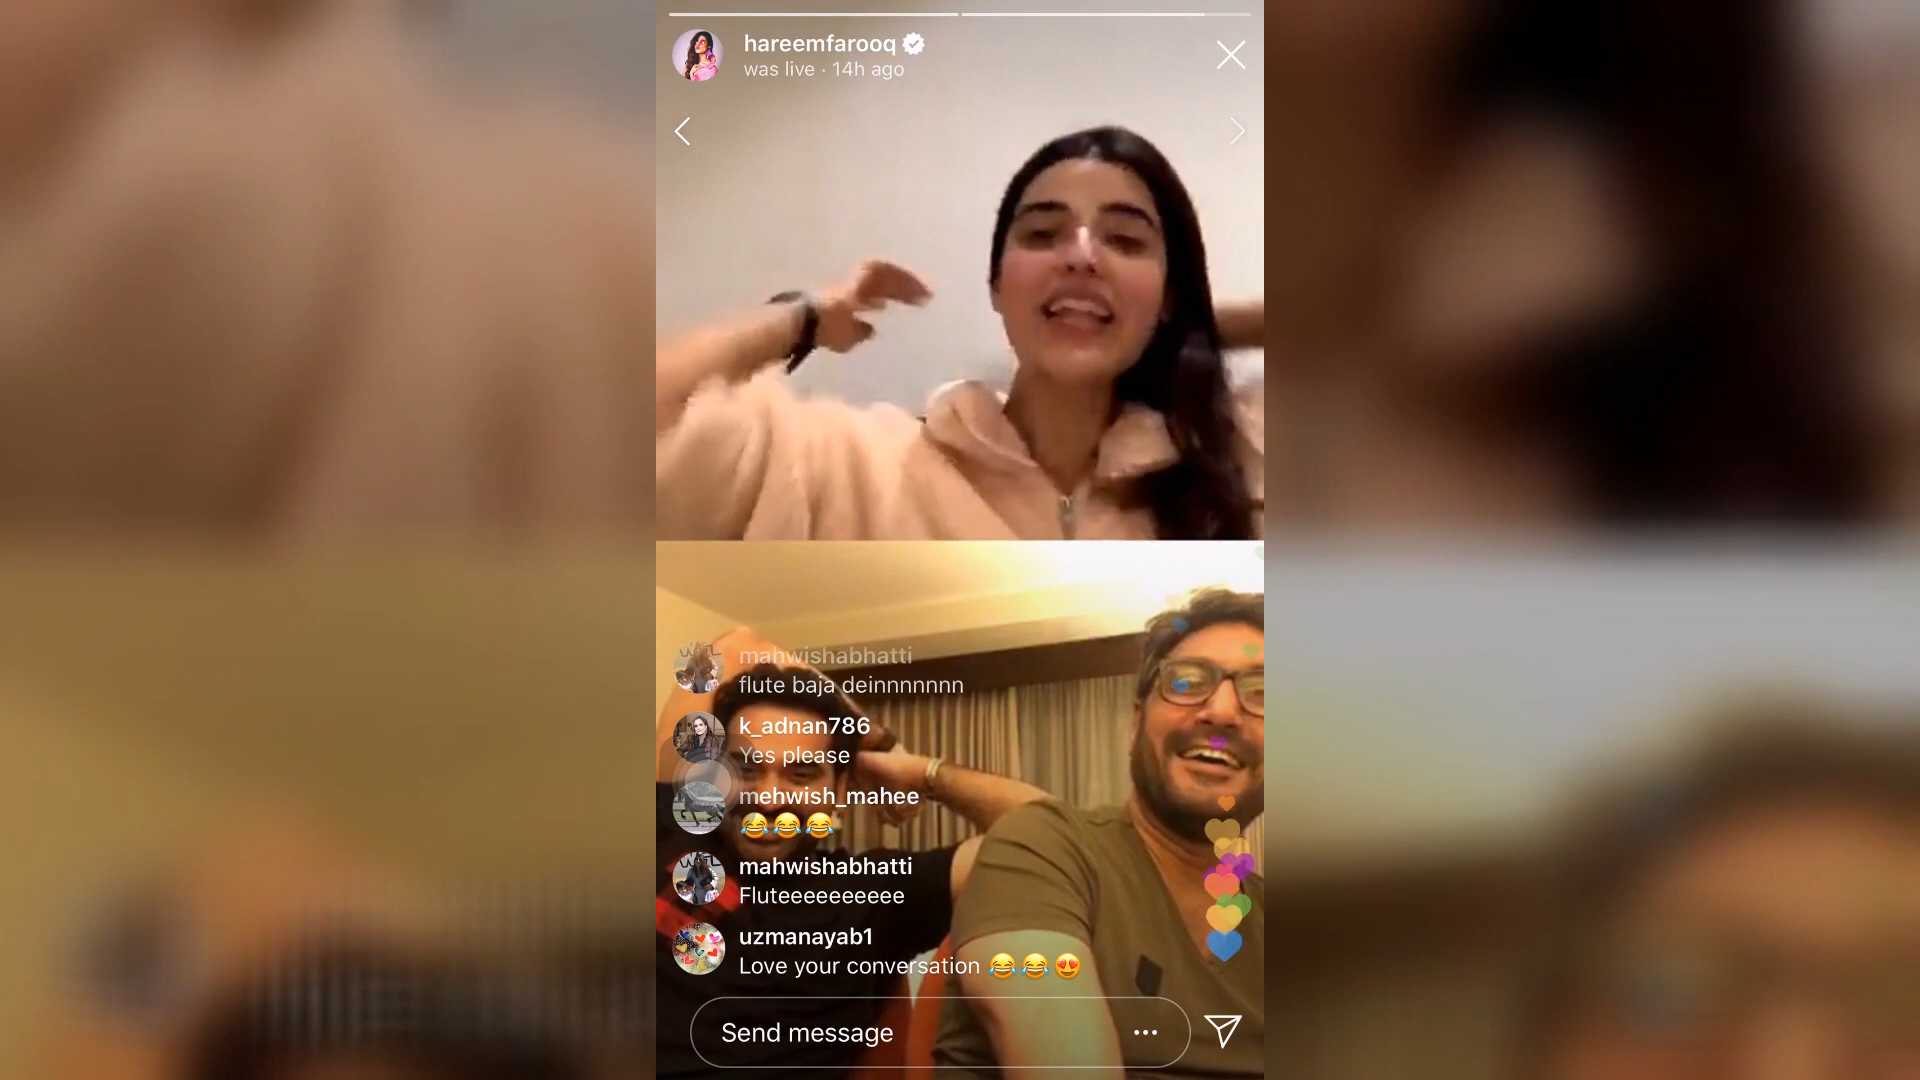 hareemfarooq
was live · 14h ago
mahwishabhatti
flute baja deinnnnnnn
k_adnan786
Yes please
mehwish_mahee
😂😂😂
mahwishabhatti
Fluteeeeeeeeee
uzmanayab1
Love your conversation 😂😂😍
Send message